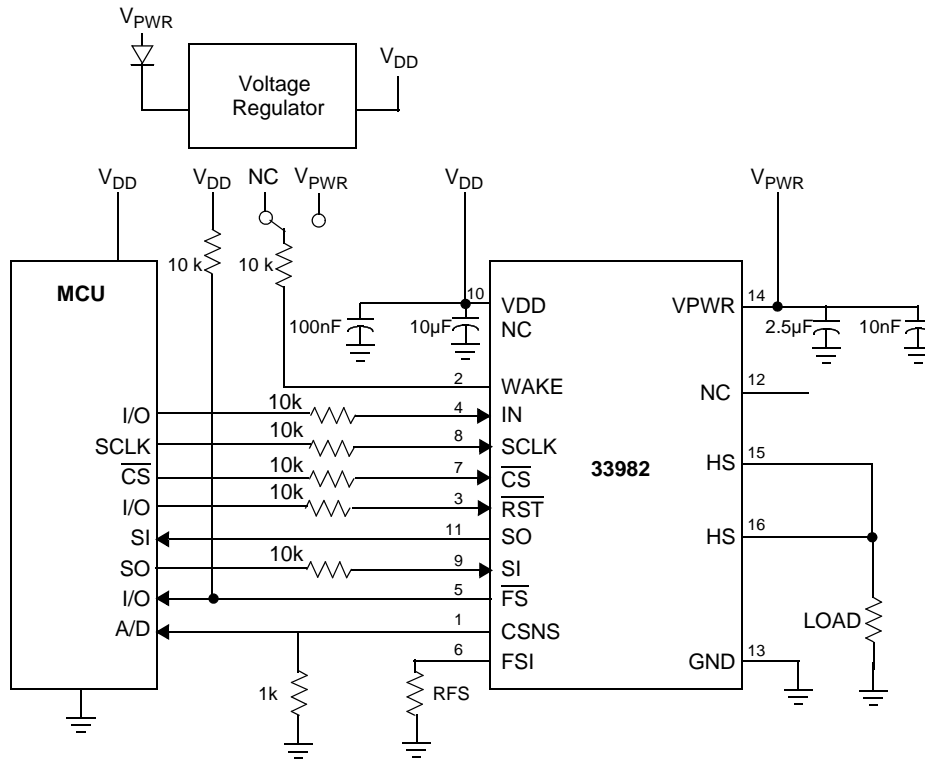 VPWR
Voltage
Regulator
VDD
VDD
VDD
NC
VPWR
VDD
VPWR
10 k
10 k
MCU
10
VDD
NC
100nF
10µF
VPWR
14
2.5µF
10nF
2
WAKE
NC
12
I/O
10k
4
IN
SCLK
10k
8
SCLK
CS
10k
7
CS
I/O
10k
3
RST
SI
11
SO
SO
10k
9
SI
I/O
5
FS
A/D
1
CSNS
6
FSI
33982
HS
15
HS
16
LOAD
GND
13
1k
RFS